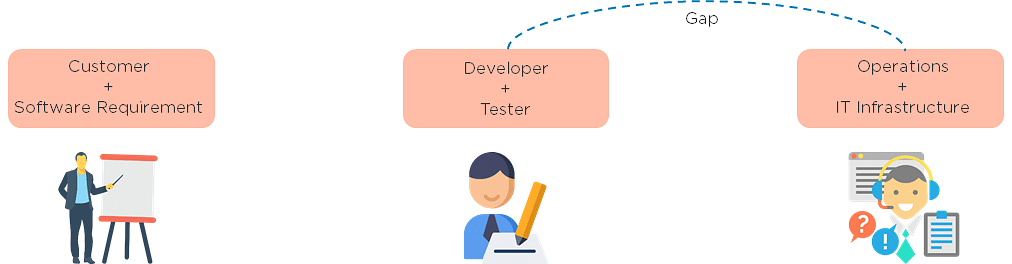 Gap
Customer
+
Software Requirement
Developer
+
Tester
Operations
+
IT Infrastructure
?
!